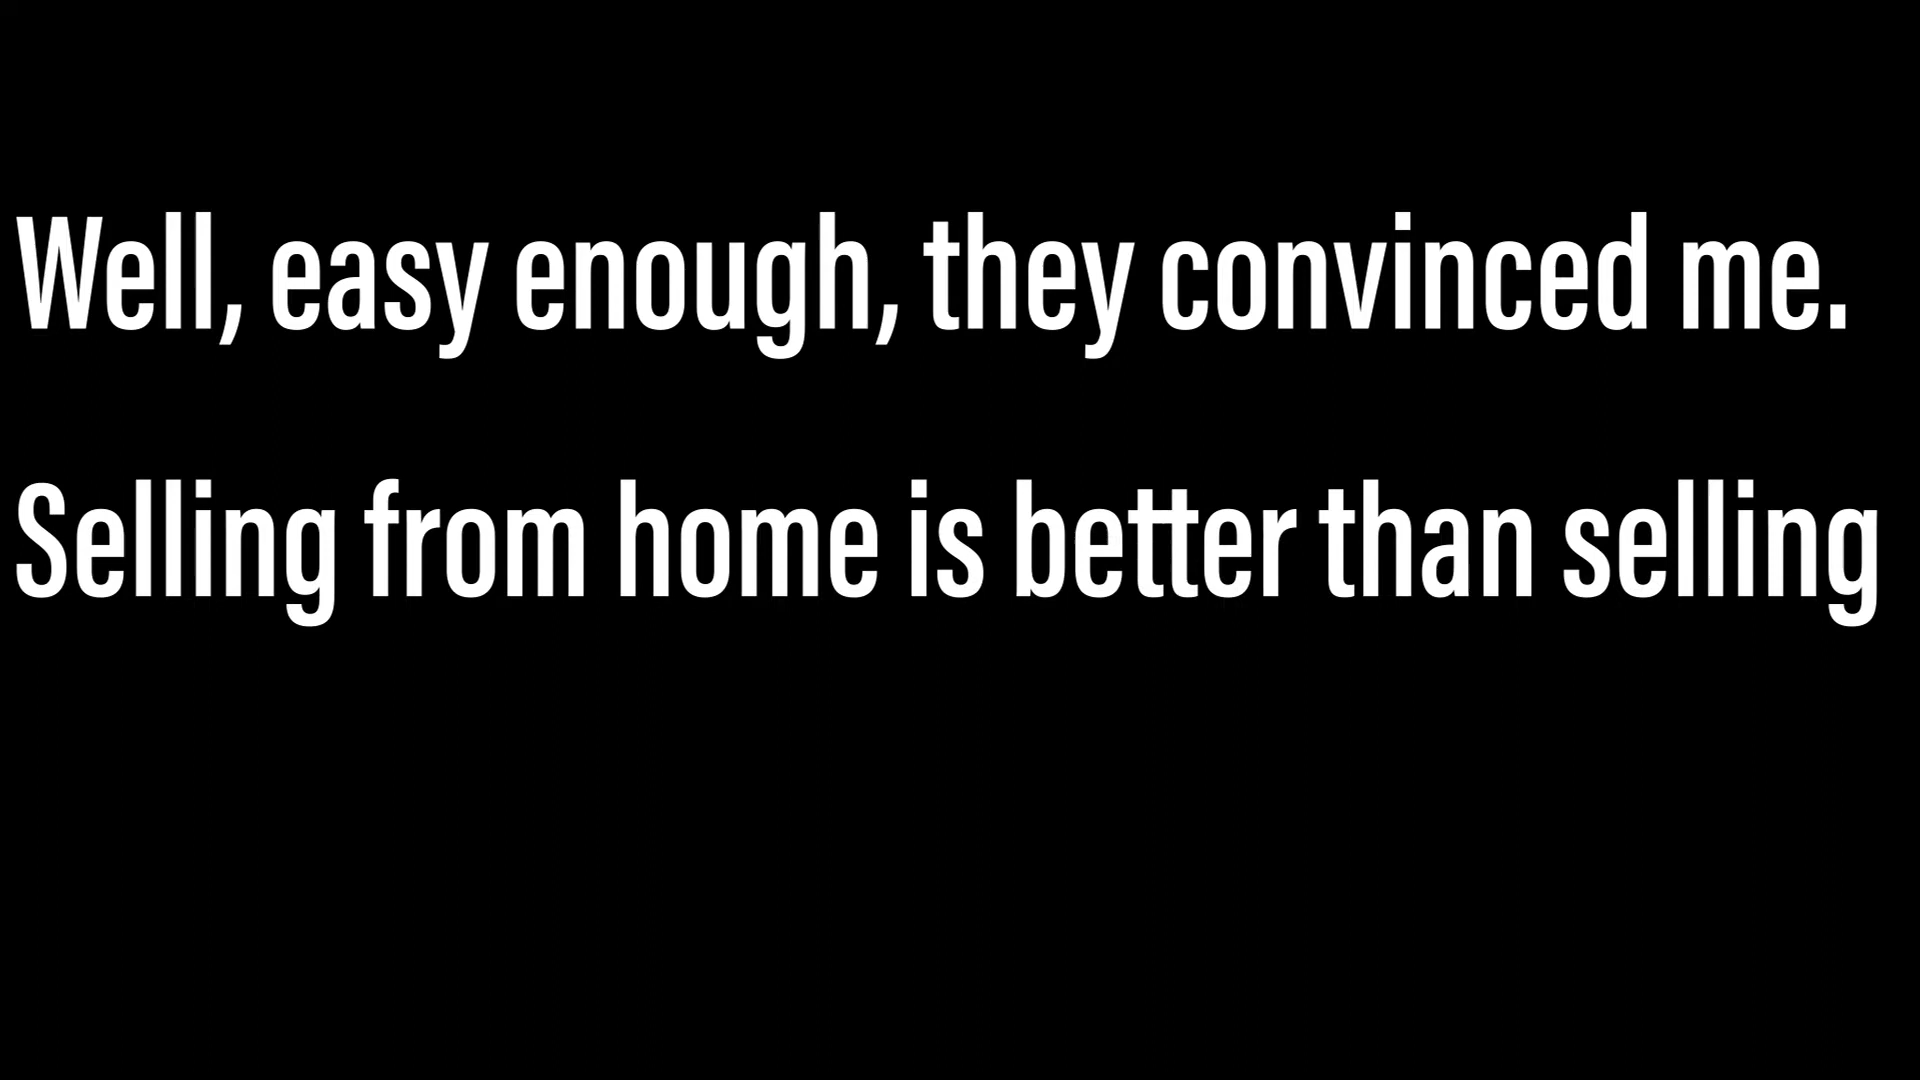 Well, easy enough, they convinced me.
Selling from home is better than selling